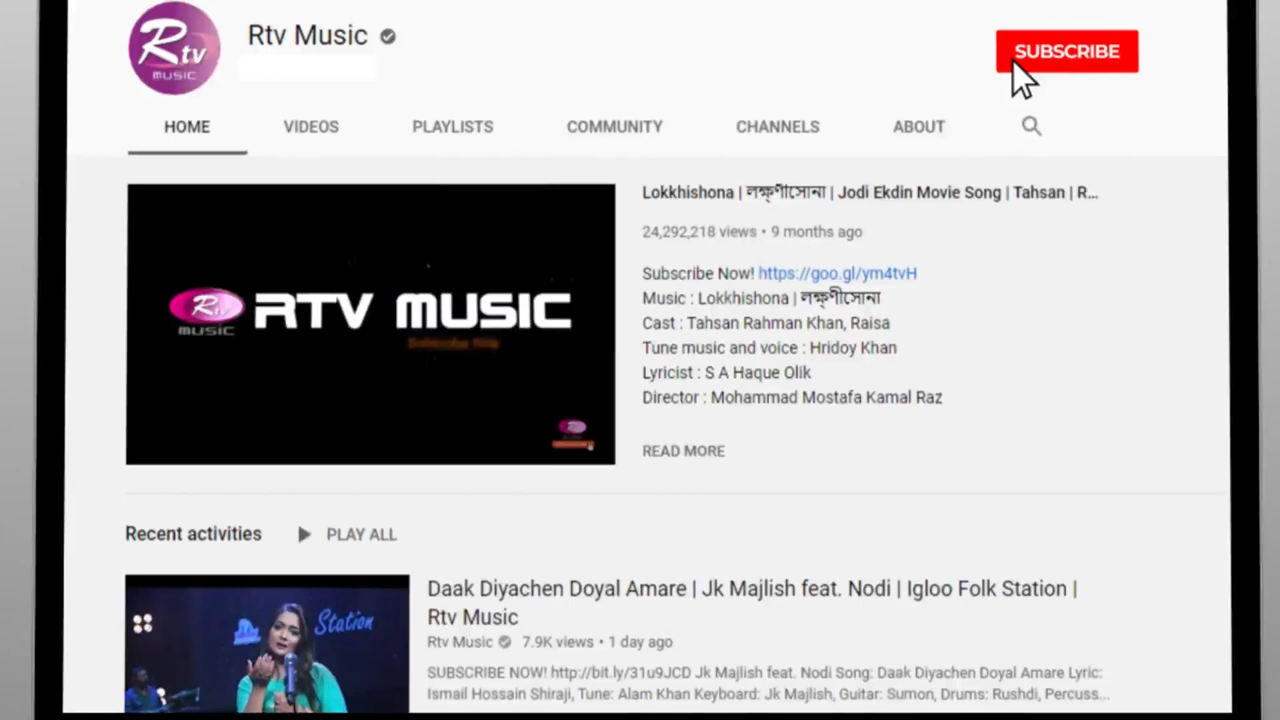 Rtv
MUSIC
Rtv Music
SUBSCRIBE
HOME VIDEOS PLAYLISTS COMMUNITY CHANNELS ABOUT
Rtv
MUSIC
RTV MUSIC
Lokkhishona | লক্ষ্ণীসোনা | Jodi Ekdin Movie Song | Tahsan | R...
24,292,218 views • 9 months ago
Subscribe Now! https://goo.gl/ym4tvH
Music : Lokkhishona | লক্ষ্ণীসোনা
Cast : Tahsan Rahman Khan, Raisa
Tune music and voice : Hridoy Khan
Lyricist : S A Haque Olik
Director : Mohammad Mostafa Kamal Raz
READ MORE
Recent activities PLAY ALL
Station
Daak Diyachen Doyal Amare | Jk Majlish feat. Nodi | Igloo Folk Station |
Rtv Music
Rtv Music 7.9K views • 1 day ago
SUBSCRIBE NOW! http://bit.ly/31u9JCD Jk Majlish feat. Nodi Song: Daak Diyachen Doyal Amare Lyric:
Ismail Hossain Shiraji, Tune: Alam Khan Keyboard: Jk Majlish, Guitar: Sumon, Drums: Rushdi, Percuss...